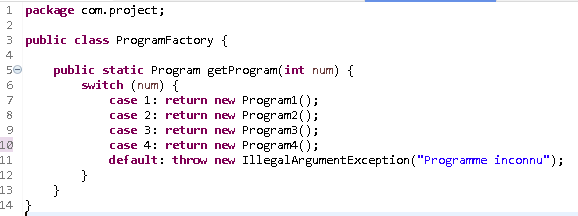 1 package com.project;
2
3 public class ProgramFactory {
4
5 public static Program getProgram(int num) {
6 switch (num) {
7 case 1: return new Program1();
8 case 2: return new Program2();
9 case 3: return new Program3();
10 case 4: return new Program4();
11 default: throw new IllegalArgumentException("Programme inconnu");
12 }
13 }
14 }